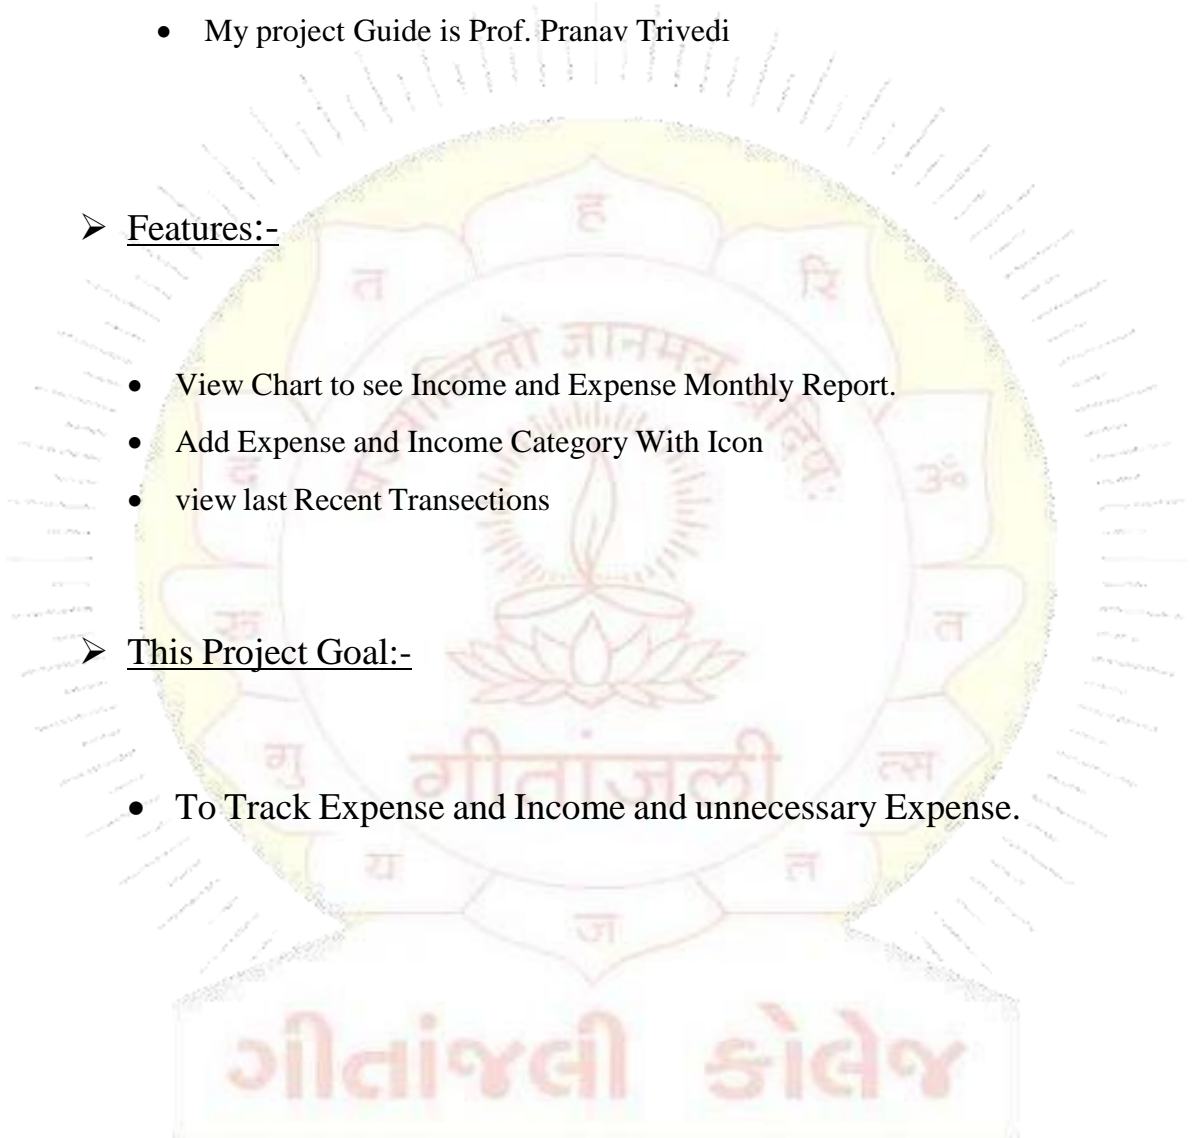 • My project Guide is Prof. Pranav Trivedi
➢ Features:-
• View Chart to see Income and Expense Monthly Report.
• Add Expense and Income Category With Icon
• view last Recent Transections
➢ This Project Goal:-
• To Track Expense and Income and unnecessary Expense.
ह
रि
ॐ
त
त्स
त
ज
य
गु
रु
त
गीतांजली
ગીતાંજલી કોલેજ